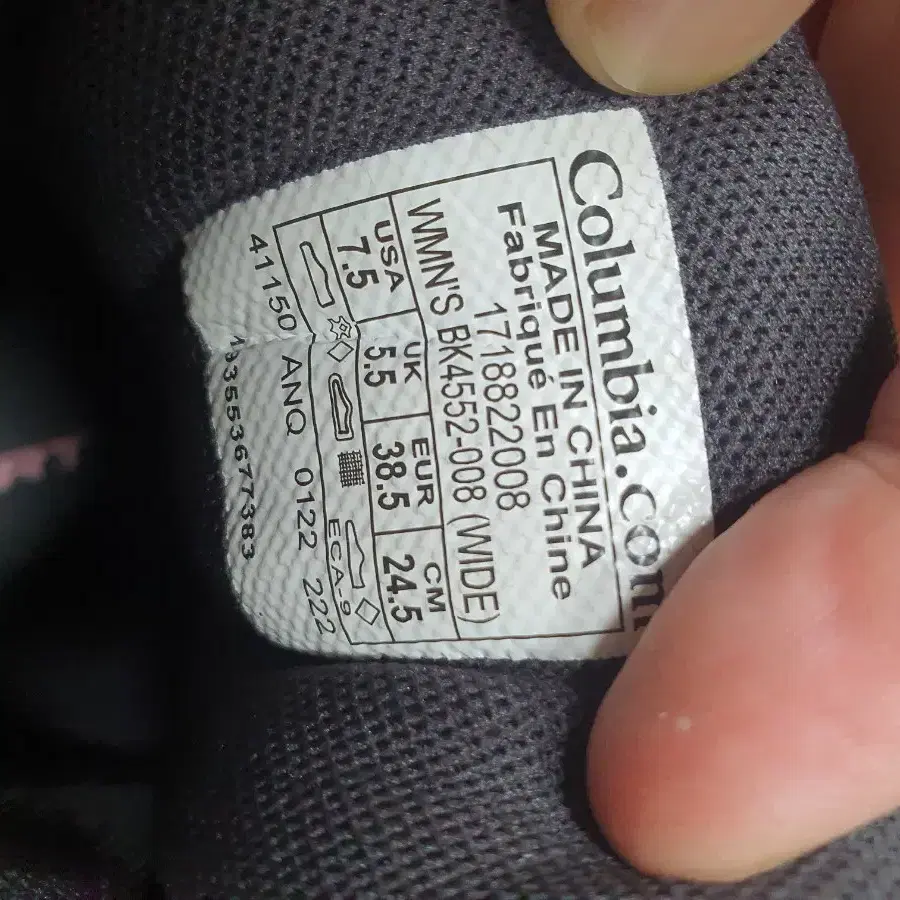 Columbia.com
MADE IN CHINA
Fabriqué En Chine
1718822008
WMN'S BK4552-008 (WIDE)
USA UK EUR CM
7.5 5.5 38.5 24.5
ECA-9
41150 ANQ 0122 222